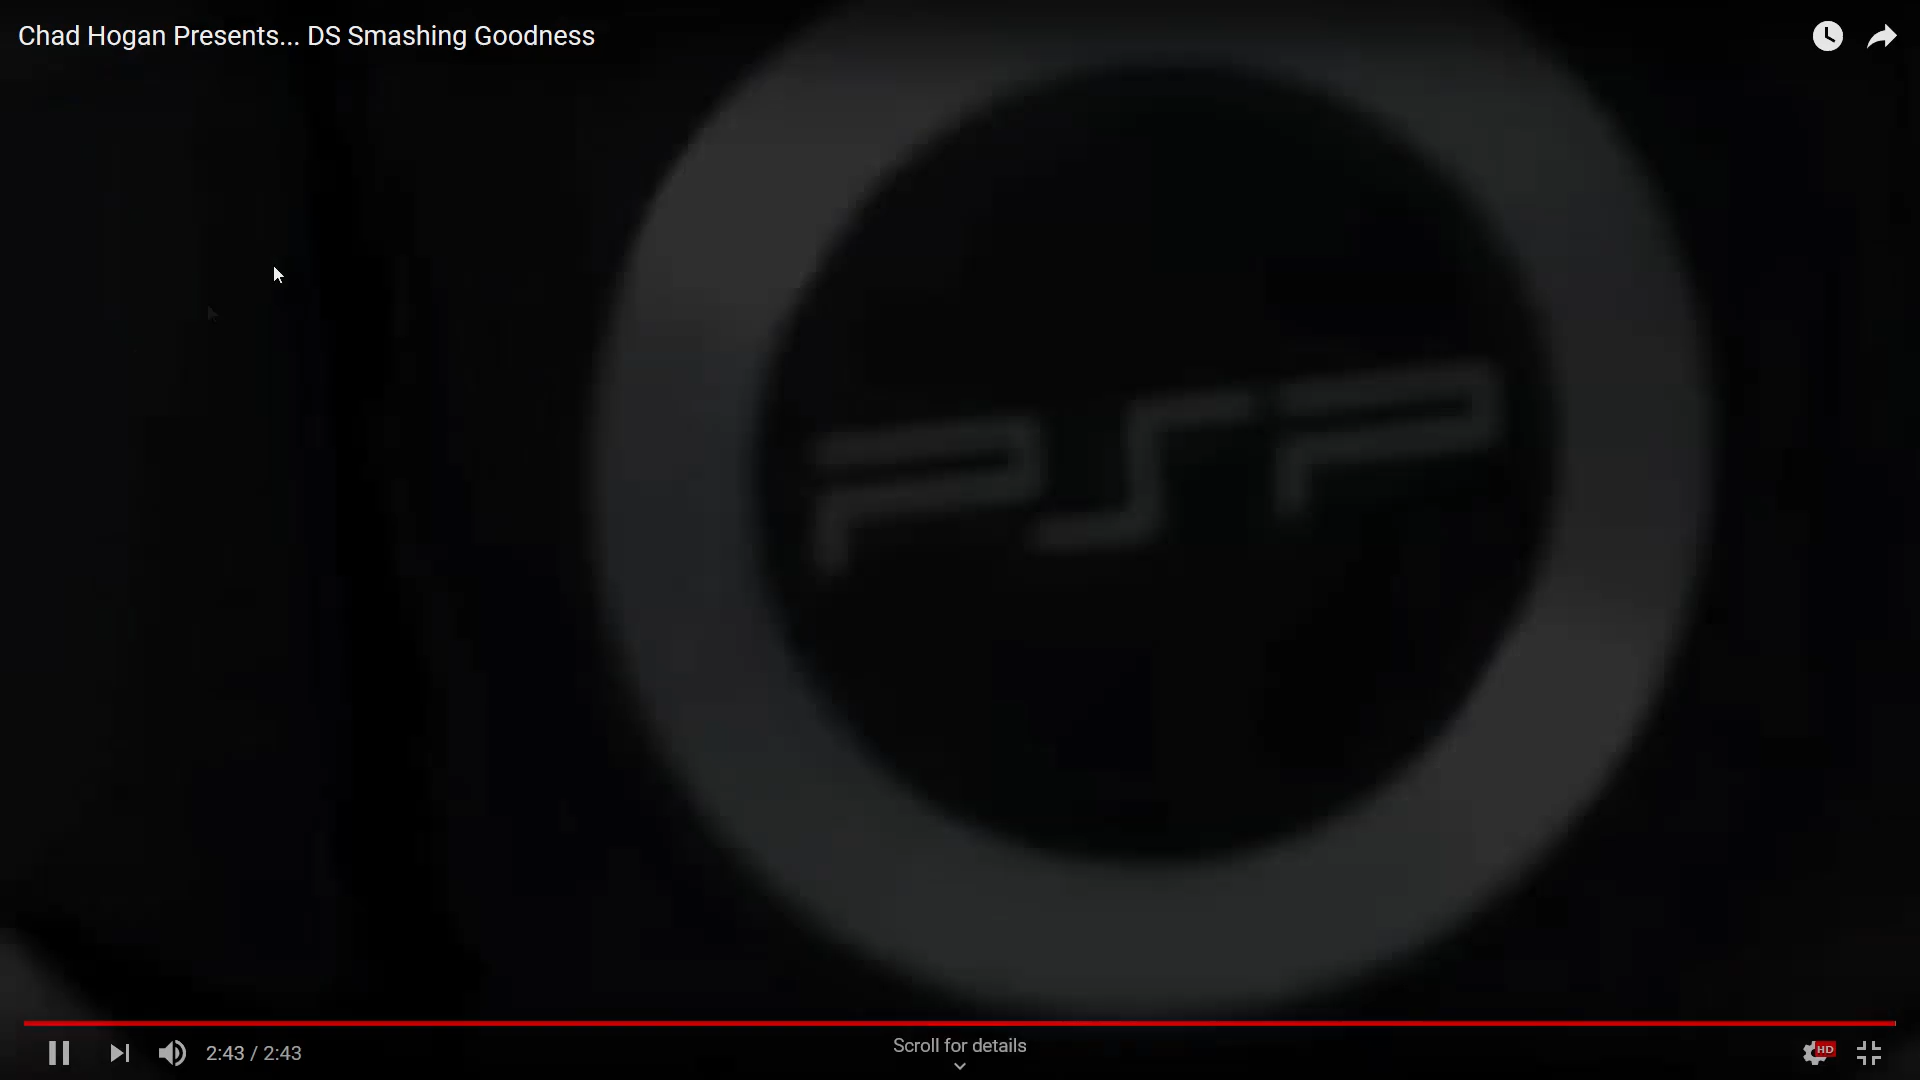 Chad Hogan Presents... DS Smashing Goodness
PSP
2:43 / 2:43
Scroll for details
HD